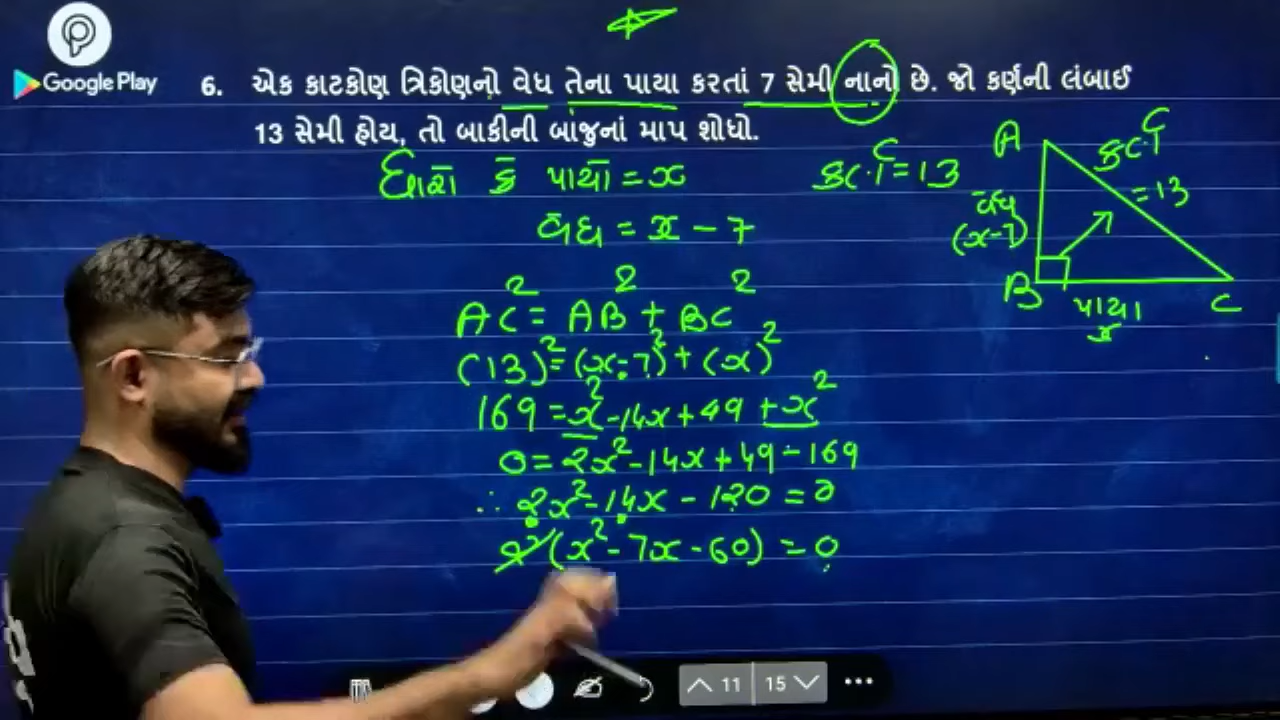 Google Play
6. એક કાટકોણ ત્રિકોણનો વેધ તેના પાયા કરતાં 7 સેમી નાનો છે. જો કર્ણની લંબાઈ
13 સેમી હોય, તો બાકીની બાજુનાં માપ શોધો.
ધારો કે પાયો = x
કર્ણ = 13
વેધ = x - 7
A
કર્ણ
= 13
વેધ
(x-7)
B
પાયા
x
C
AC² = AB² + BC²
(13)² = (x-7)² + (x)²
169 = x² - 14x + 49 + x²
0 = 2x² - 14x + 49 - 169
∴ 2x² - 14x - 120 = 0
2(x² - 7x - 60) = 0
11 15